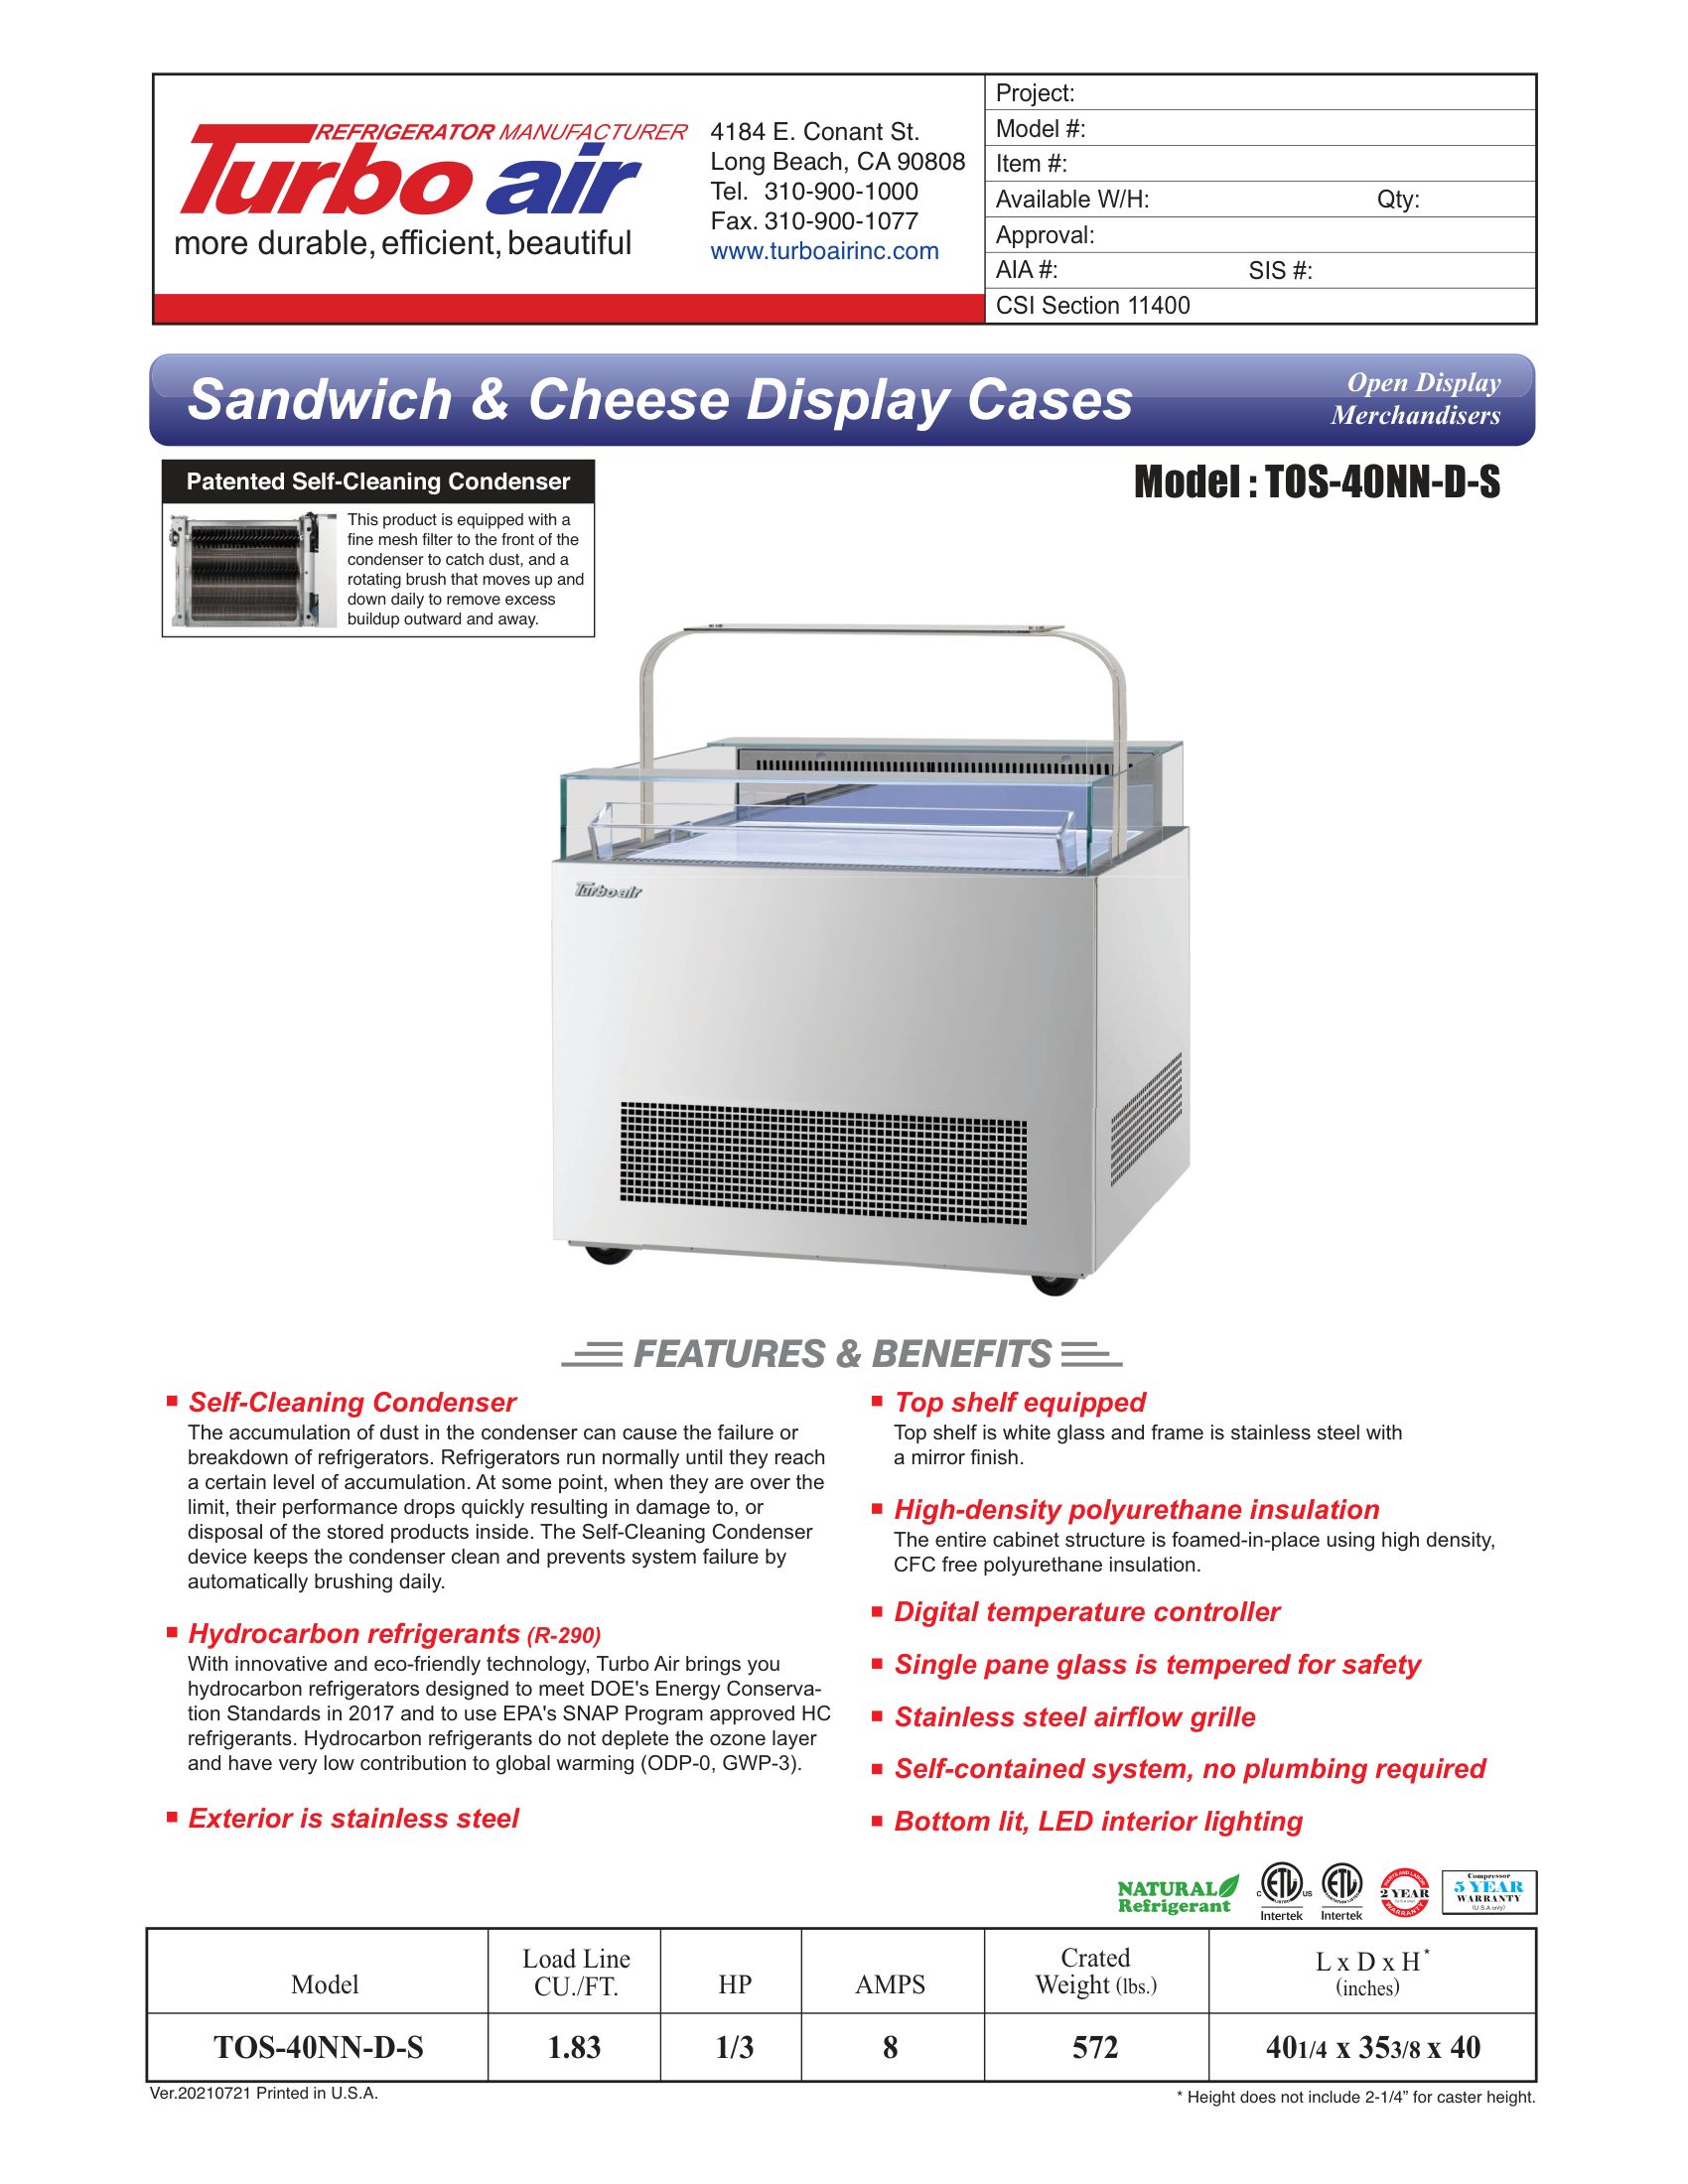 REFRIGERATOR MANUFACTURER
Turbo air
more durable, efficient, beautiful
4184 E. Conant St.
Long Beach, CA 90808
Tel. 310-900-1000
Fax. 310-900-1077
www.turboairinc.com
Project:
Model #:
Item #:
Available W/H: Qty:
Approval:
AIA #: SIS #:
CSI Section 11400
Sandwich & Cheese Display Cases
Open Display
Merchandisers
Patented Self-Cleaning Condenser
This product is equipped with a
fine mesh filter to the front of the
condenser to catch dust, and a
rotating brush that moves up and
down daily to remove excess
buildup outward and away.
Model : TOS-40NN-D-S
Turbo air
FEATURES & BENEFITS
Self-Cleaning Condenser
The accumulation of dust in the condenser can cause the failure or
breakdown of refrigerators. Refrigerators run normally until they reach
a certain level of accumulation. At some point, when they are over the
limit, their performance drops quickly resulting in damage to, or
disposal of the stored products inside. The Self-Cleaning Condenser
device keeps the condenser clean and prevents system failure by
automatically brushing daily.
Hydrocarbon refrigerants (R-290)
With innovative and eco-friendly technology, Turbo Air brings you
hydrocarbon refrigerators designed to meet DOE's Energy Conserva-
tion Standards in 2017 and to use EPA's SNAP Program approved HC
refrigerants. Hydrocarbon refrigerants do not deplete the ozone layer
and have very low contribution to global warming (ODP-0, GWP-3).
Exterior is stainless steel
Top shelf equipped
Top shelf is white glass and frame is stainless steel with
a mirror finish.
High-density polyurethane insulation
The entire cabinet structure is foamed-in-place using high density,
CFC free polyurethane insulation.
Digital temperature controller
Single pane glass is tempered for safety
Stainless steel airflow grille
Self-contained system, no plumbing required
Bottom lit, LED interior lighting
NATURAL
Refrigerant
C ETL US
Intertek
ETL
Intertek
PARTS AND LABOR
2 YEAR
WARRANTY
Compressor
5 YEAR
WARRANTY
(U.S.A only)
Model
Load Line
CU./FT.
HP
AMPS
Crated
Weight (lbs.)
L x D x H*
(inches)
TOS-40NN-D-S 1.83 1/3 8 572 401/4 x 353/8 x 40
Ver.20210721 Printed in U.S.A.
* Height does not include 2-1/4” for caster height.